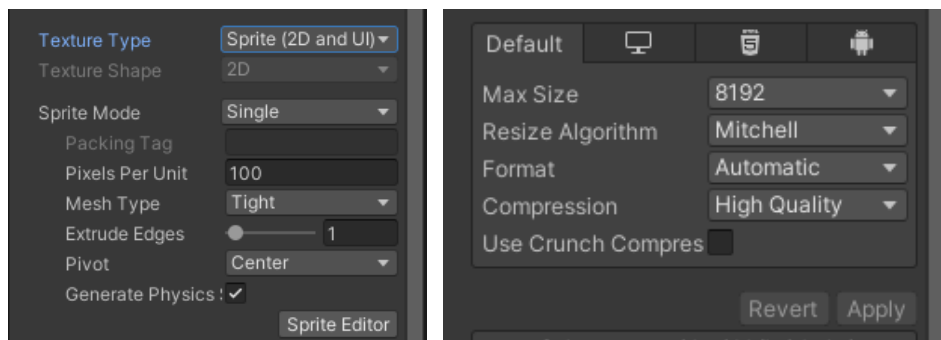 Texture Type Sprite (2D and UI)
Texture Shape 2D
Sprite Mode Single
Packing Tag
Pixels Per Unit 100
Mesh Type Tight
Extrude Edges 1
Pivot Center
Generate Physics
Sprite Editor
Default
Max Size 8192
Resize Algorithm Mitchell
Format Automatic
Compression High Quality
Use Crunch Compres
Revert Apply